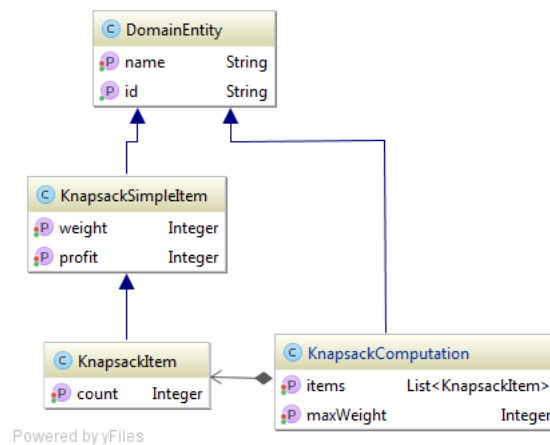 C DomainEntity
P name String
P id String
C KnapsackSimpleItem
P weight Integer
P profit Integer
C KnapsackItem
P count Integer
C KnapsackComputation
P items List<KnapsackItem>
P maxWeight Integer
Powered by yFiles